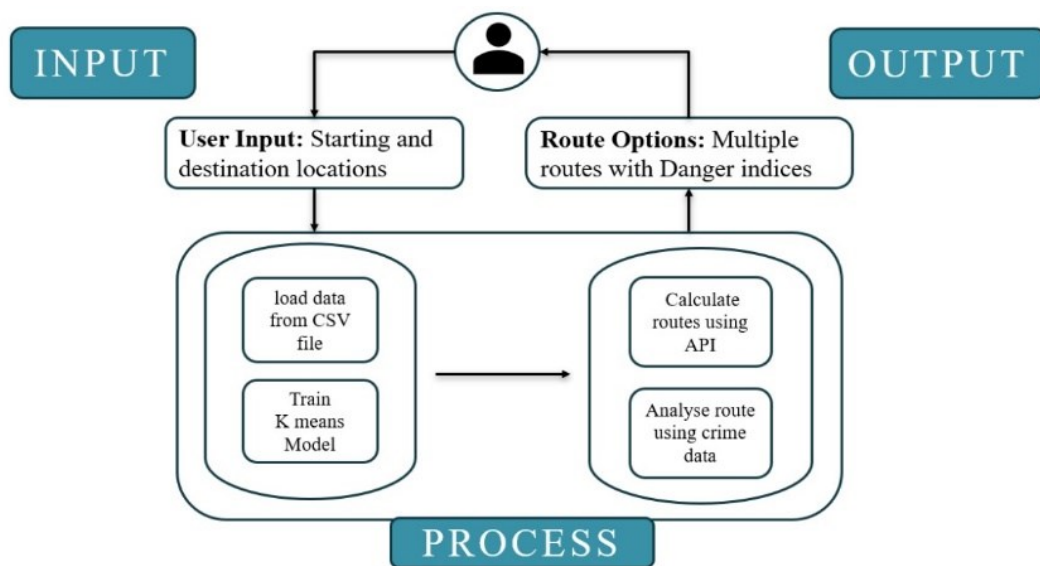 INPUT
OUTPUT
User Input: Starting and
destination locations
Route Options: Multiple
routes with Danger indices
load data
from CSV
file
Train
K means
Model
Calculate
routes using
API
Analyse route
using crime
data
PROCESS